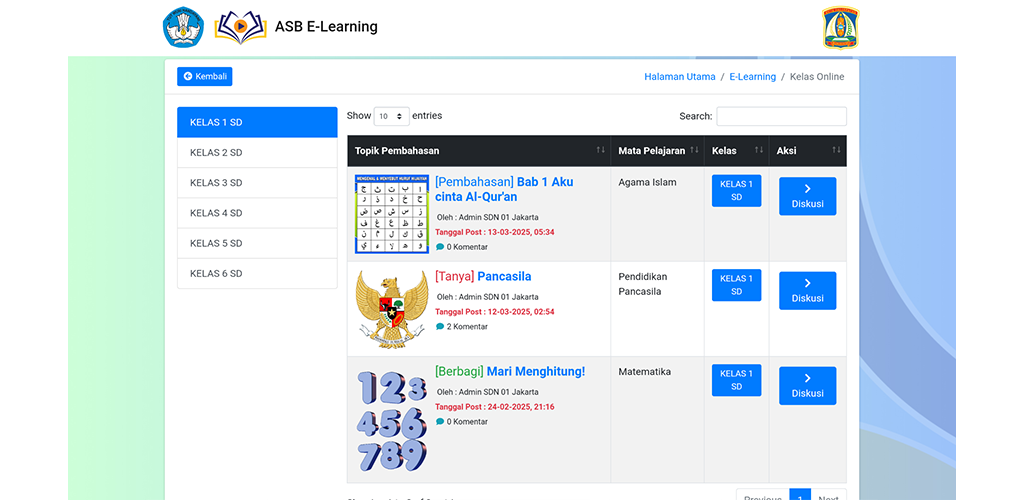 ASB E-Learning
Kembali
Halaman Utama / E-Learning / Kelas Online
KELAS 1 SD
KELAS 2 SD
KELAS 3 SD
KELAS 4 SD
KELAS 5 SD
KELAS 6 SD
Show 10 entries
Search:
Topik Pembahasan Mata Pelajaran Kelas Aksi
[Pembahasan] Bab 1 Aku
cinta Al-Qur'an
Oleh : Admin SDN 01 Jakarta
Tanggal Post : 13-03-2025, 05:34
0 Komentar
Agama Islam
KELAS 1
SD
Diskusi
MENGENAL & MENYEBUT HURUF HIJAIYAH
ا ب ت ث ج
ح خ د ذ ر
ز س ش ص ض
ط ظ ع غ ف
ق ك ل م ن
و ه لا ء ي
[Tanya] Pancasila
Oleh : Admin SDN 01 Jakarta
Tanggal Post : 12-03-2025, 02:54
2 Komentar
Pendidikan
Pancasila
KELAS 1
SD
Diskusi
[Berbagi] Mari Menghitung!
Oleh : Admin SDN 01 Jakarta
Tanggal Post : 24-02-2025, 21:16
0 Komentar
Matematika
KELAS 1
SD
Diskusi
123
456
789
Previous 1 Next